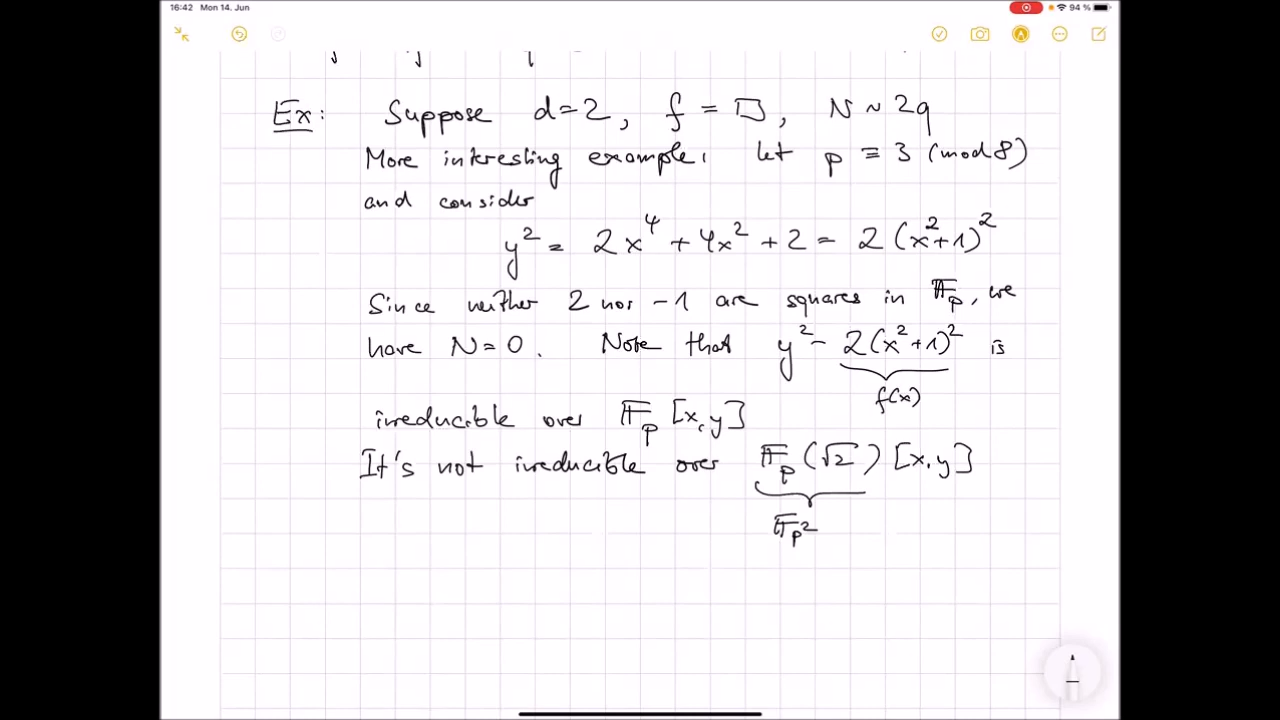 16:42 Mon 14. Jun 94 %
Ex: Suppose d=2, f = □, N ~ 2q
More interesting example: let p ≡ 3 (mod 8)
and consider
y² = 2x⁴ + 4x² + 2 = 2(x²+1)²
Since neither 2 nor -1 are squares in 𝔽ₚ, we
have N=0. Note that y² - 2(x²+1)² is
f(x)
irreducible over 𝔽ₚ[x,y]
It's not irreducible over 𝔽ₚ(√2)[x,y]
𝔽ₚ²